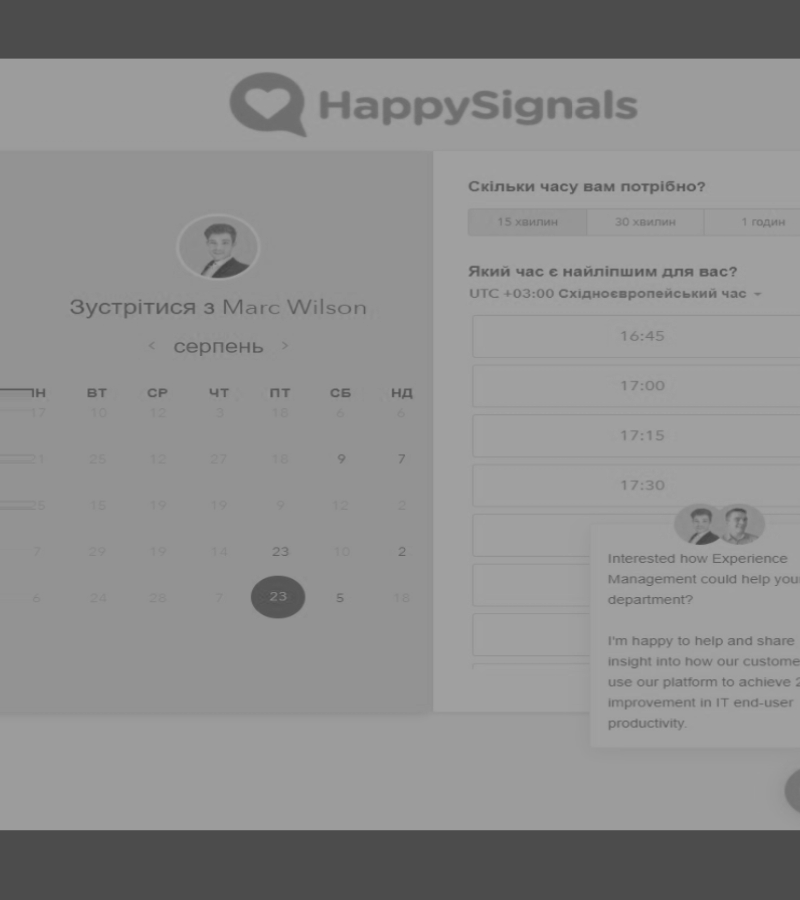 HappySignals
Зустрітися з Marc Wilson
серпень
ІН ВТ СР ЧТ ПТ СБ НД
17 10 12 3 18 6 6
21 25 12 27 18 9 7
25 15 19 19 9 12 2
7 29 19 14 23 10 2
6 24 28 7 23 5 18
Скільки часу вам потрібно?
15 хвилин 30 хвилин 1 годин
Який час є найліпшим для вас?
UTC +03:00 Східноєвропейський час
16:45
17:00
17:15
17:30
Interested how Experience
Management could help your
department?
I'm happy to help and share
insight into how our custome
use our platform to achieve 2
improvement in IT end-user
productivity.